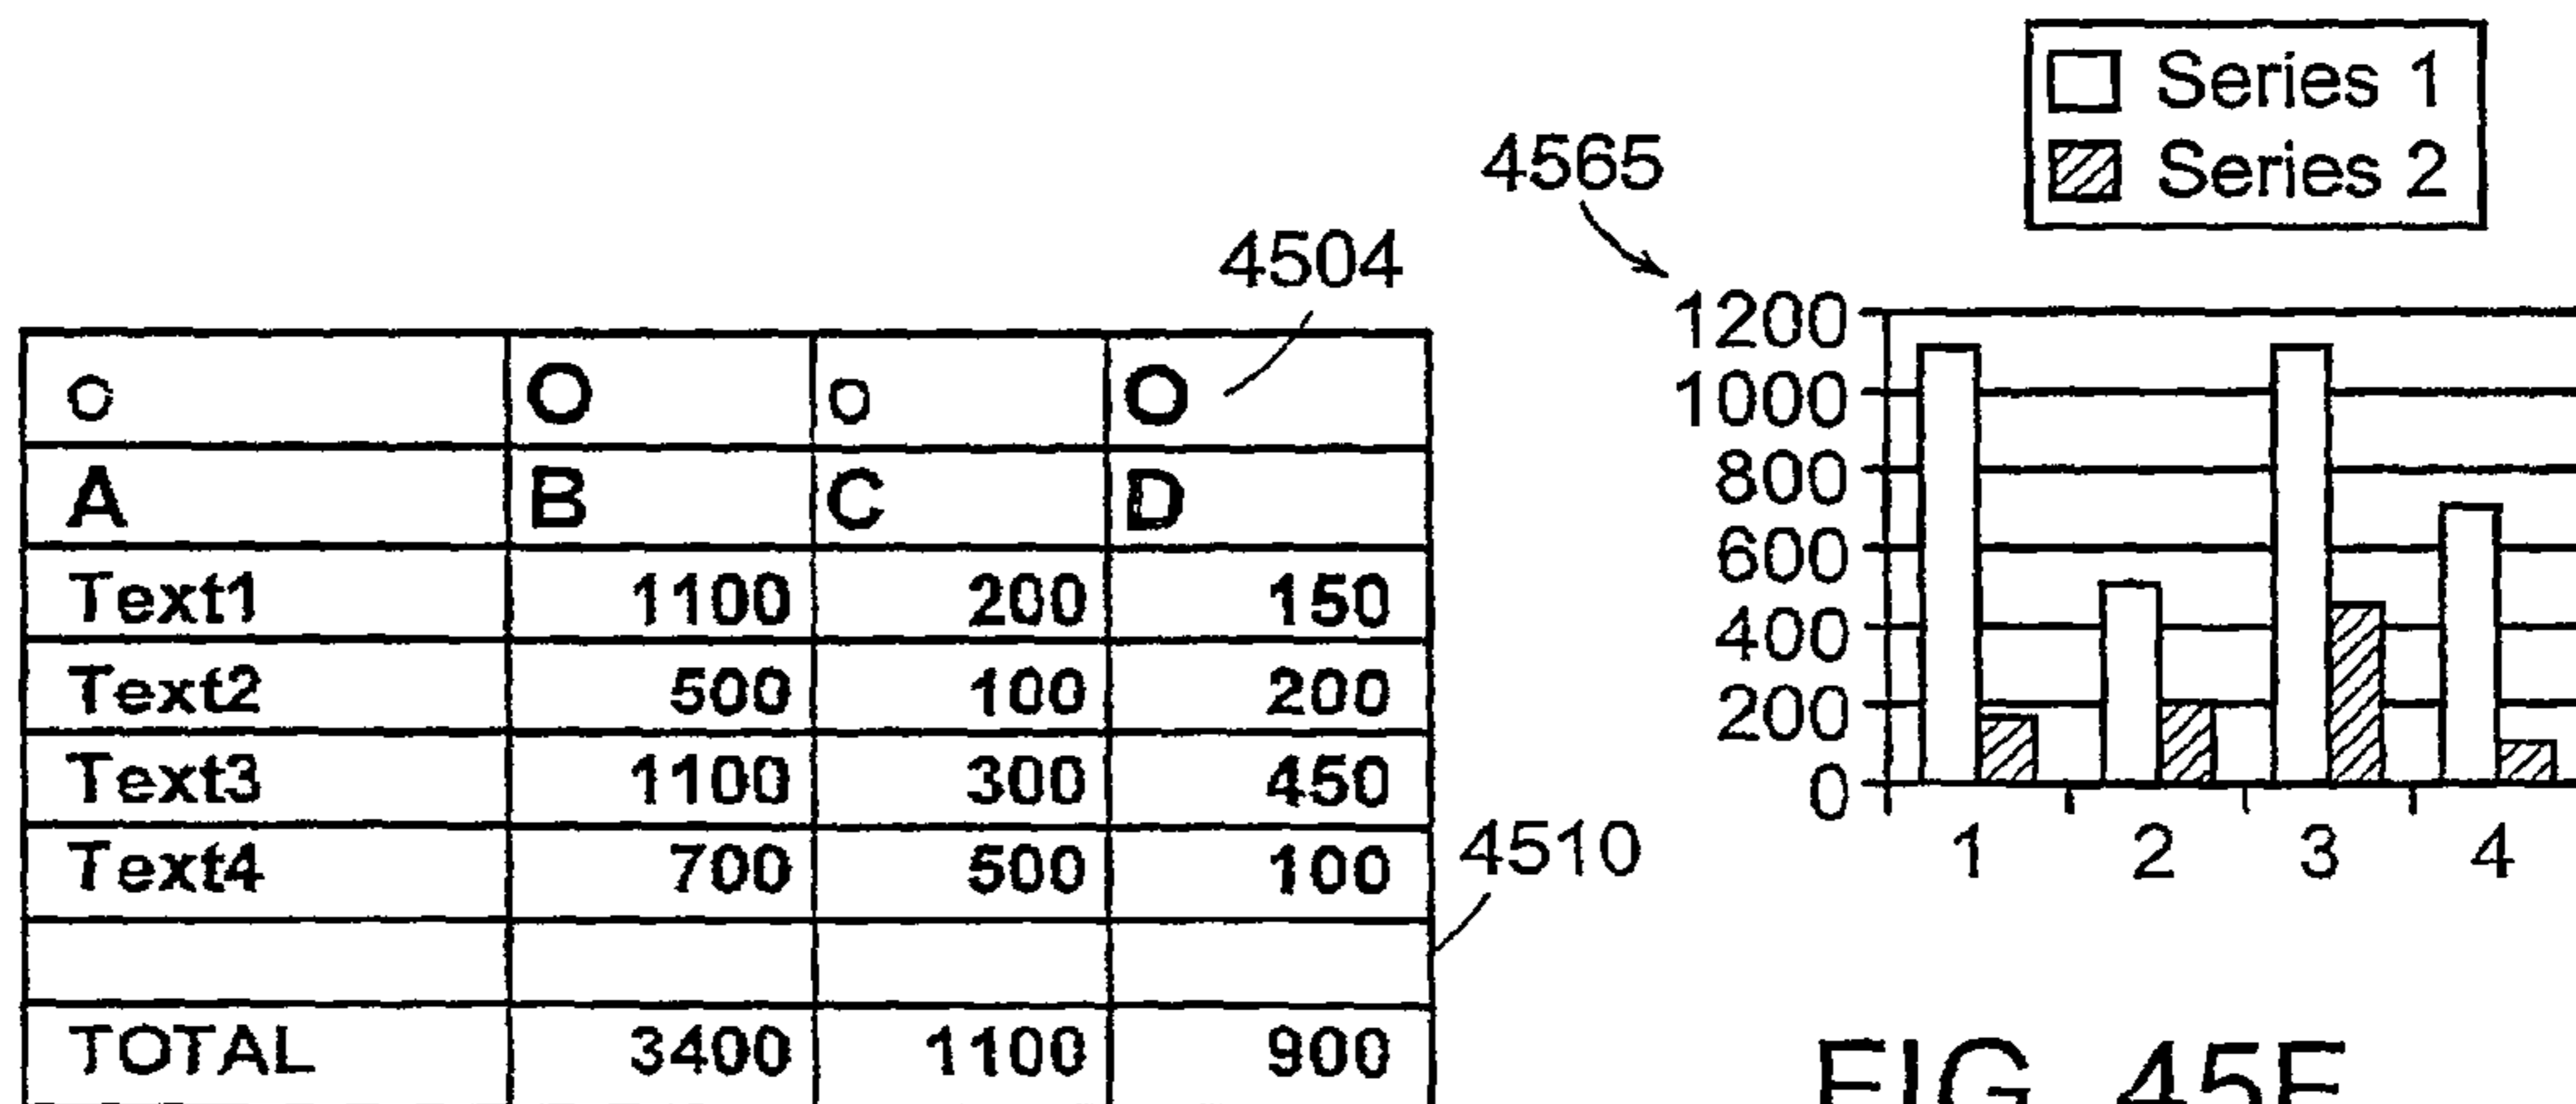 Series 1
Series 2
4565
4504
○ O ○ O
A B C D
Text1 1100 200 150
Text2 500 100 200
Text3 1100 300 450
Text4 700 500 100
TOTAL 3400 1100 900
4510
1200
1000
800
600
400
200
0
1 2 3 4